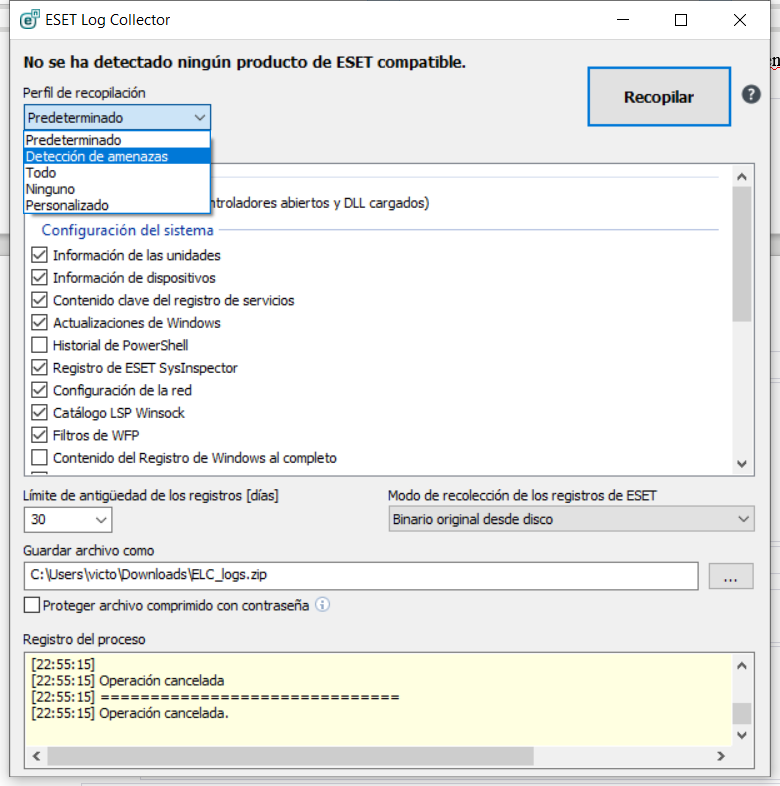 ESET Log Collector
No se ha detectado ningún producto de ESET compatible.
Perfil de recopilación
Recopilar
Predeterminado
Predeterminado
Detección de amenazas
Todo
Ninguno
Personalizado
ntroladores abiertos y DLL cargados)
Configuración del sistema
Información de las unidades
Información de dispositivos
Contenido clave del registro de servicios
Actualizaciones de Windows
Historial de PowerShell
Registro de ESET SysInspector
Configuración de la red
Catálogo LSP Winsock
Filtros de WFP
Contenido del Registro de Windows al completo
Límite de antigüedad de los registros [días]
Modo de recolección de los registros de ESET
30
Binario original desde disco
Guardar archivo como
C:\Users\victo\Downloads\ELC_logs.zip
...
Proteger archivo comprimido con contraseña
Registro del proceso
[22:55:15]
[22:55:15] Operación cancelada
[22:55:15] ==============================
[22:55:15] Operación cancelada.